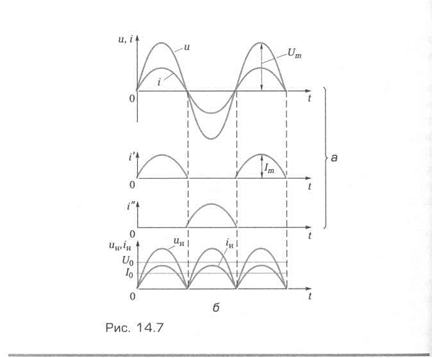 u, i
u
i
U_m
0
t
i'
I_m
0
t
а
i''
0
t
u_н, i_н
u_н
i_н
U_0
I_0
0
t
б
Рис. 14.7